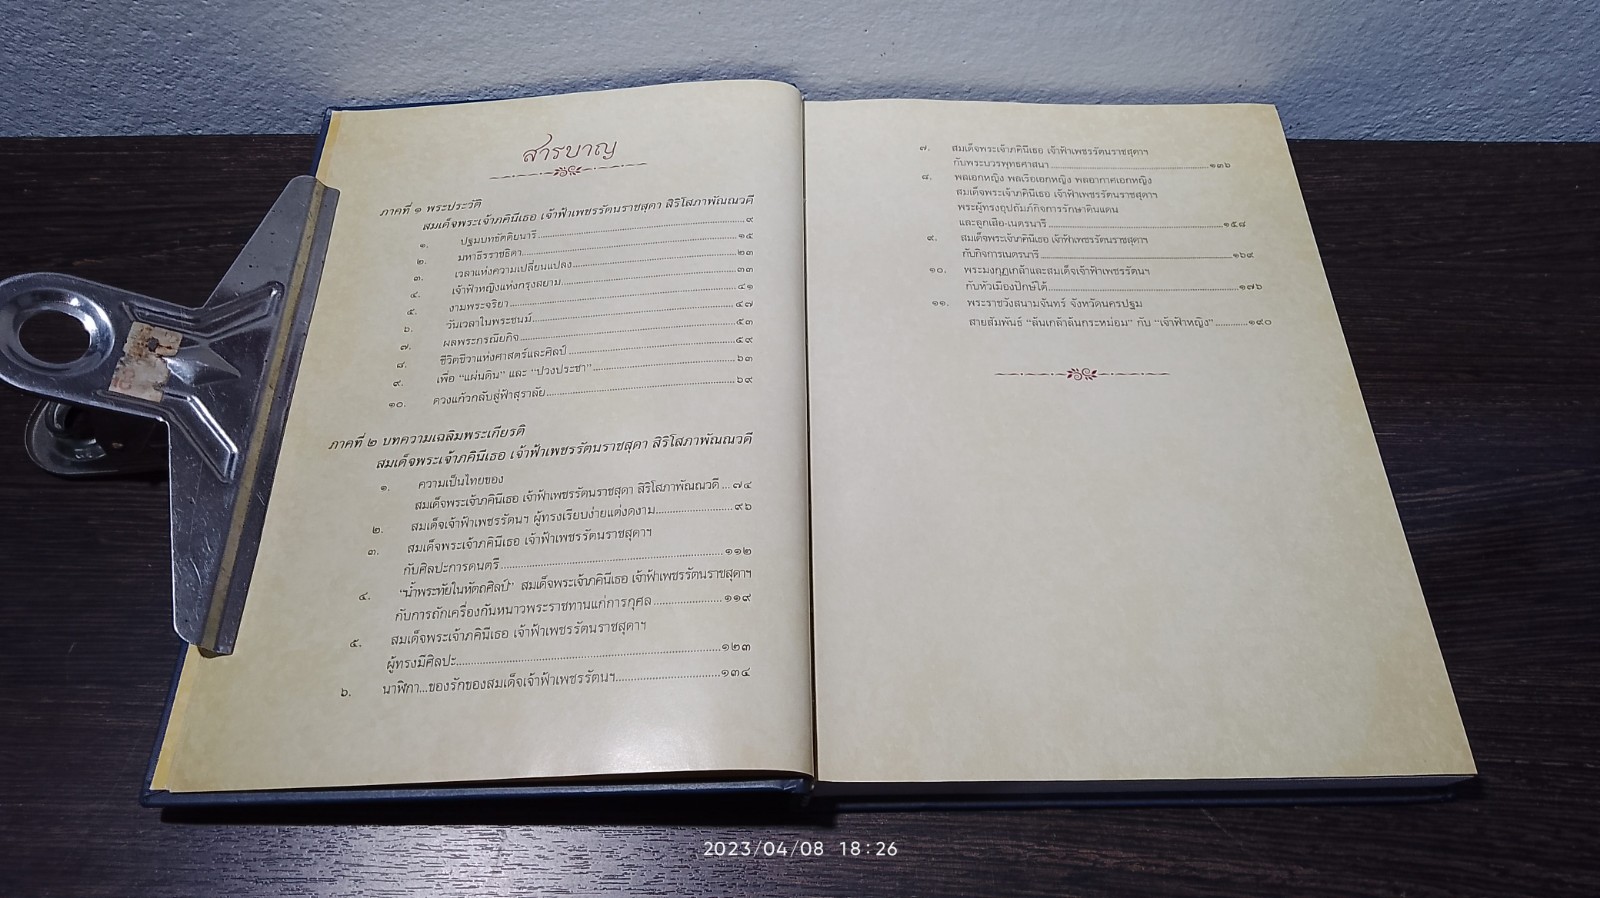 สารบาญ
ภาคที่ ๑ พระประวัติ
สมเด็จพระเจ้าภคินีเธอ เจ้าฟ้าเพชรรัตนราชสุดา สิริโสภาพัณณวดี
๑. ปฐมบทขัตติยนารี ๙
๒. มหาธีรราชธิดา ๑๕
๓. เวลาแห่งความเปลี่ยนแปลง ๒๓
๔. เจ้าฟ้าหญิงแห่งกรุงสยาม ๓๓
๕. งามพระจริยา ๔๑
๖. วันเวลาในพระชนม์ ๔๗
๗. ผลพระกรณียกิจ ๕๓
๘. ชีวิตชีวาแห่งศาสตร์และศิลป์ ๕๙
๙. เพื่อ “แผ่นดิน” และ “ปวงประชา” ๖๓
๑๐. ดวงแก้วกลับสู่ฟ้าสุราลัย ๖๙
ภาคที่ ๒ บทความเฉลิมพระเกียรติ
สมเด็จพระเจ้าภคินีเธอ เจ้าฟ้าเพชรรัตนราชสุดา สิริโสภาพัณณวดี
๑. ความเป็นไทยของ
สมเด็จพระเจ้าภคินีเธอ เจ้าฟ้าเพชรรัตนราชสุดา สิริโสภาพัณณวดี ... ๗๔
๒. สมเด็จเจ้าฟ้าเพชรรัตนฯ ผู้ทรงเรียบง่ายแต่งดงาม ๙๖
๓. สมเด็จพระเจ้าภคินีเธอ เจ้าฟ้าเพชรรัตนราชสุดาฯ
กับศิลปะการดนตรี ๑๑๒
๔. “น้ำพระทัยในหัตถศิลป์” สมเด็จพระเจ้าภคินีเธอ เจ้าฟ้าเพชรรัตนราชสุดาฯ
กับการถักเครื่องกันหนาวพระราชทานแก่การกุศล ๑๑๙
๕. สมเด็จพระเจ้าภคินีเธอ เจ้าฟ้าเพชรรัตนราชสุดาฯ
ผู้ทรงมีศิลปะ ๑๒๓
๖. นาฬิกา...ของรักของสมเด็จเจ้าฟ้าเพชรรัตนฯ ๑๓๔
๗. สมเด็จพระเจ้าภคินีเธอ เจ้าฟ้าเพชรรัตนราชสุดาฯ
กับพระบวรพุทธศาสนา ๑๓๖
๘. พลเอกหญิง พลเรือเอกหญิง พลอากาศเอกหญิง
สมเด็จพระเจ้าภคินีเธอ เจ้าฟ้าเพชรรัตนราชสุดาฯ
พระผู้ทรงอุปถัมภ์กิจการรักษาดินแดน
และลูกเสือ-เนตรนารี ๑๕๘
๙. สมเด็จพระเจ้าภคินีเธอ เจ้าฟ้าเพชรรัตนราชสุดาฯ
กับกิจการเนตรนารี ๑๖๙
๑๐. พระมงกุฎเกล้าและสมเด็จเจ้าฟ้าเพชรรัตนฯ
กับหัวเมืองปักษ์ใต้ ๑๗๖
๑๑. พระราชวังสนามจันทร์ จังหวัดนครปฐม
สายสัมพันธ์ “ล้นเกล้าล้นกระหม่อม” กับ “เจ้าฟ้าหญิง” ๑๙๐
2023/04/08 18:26